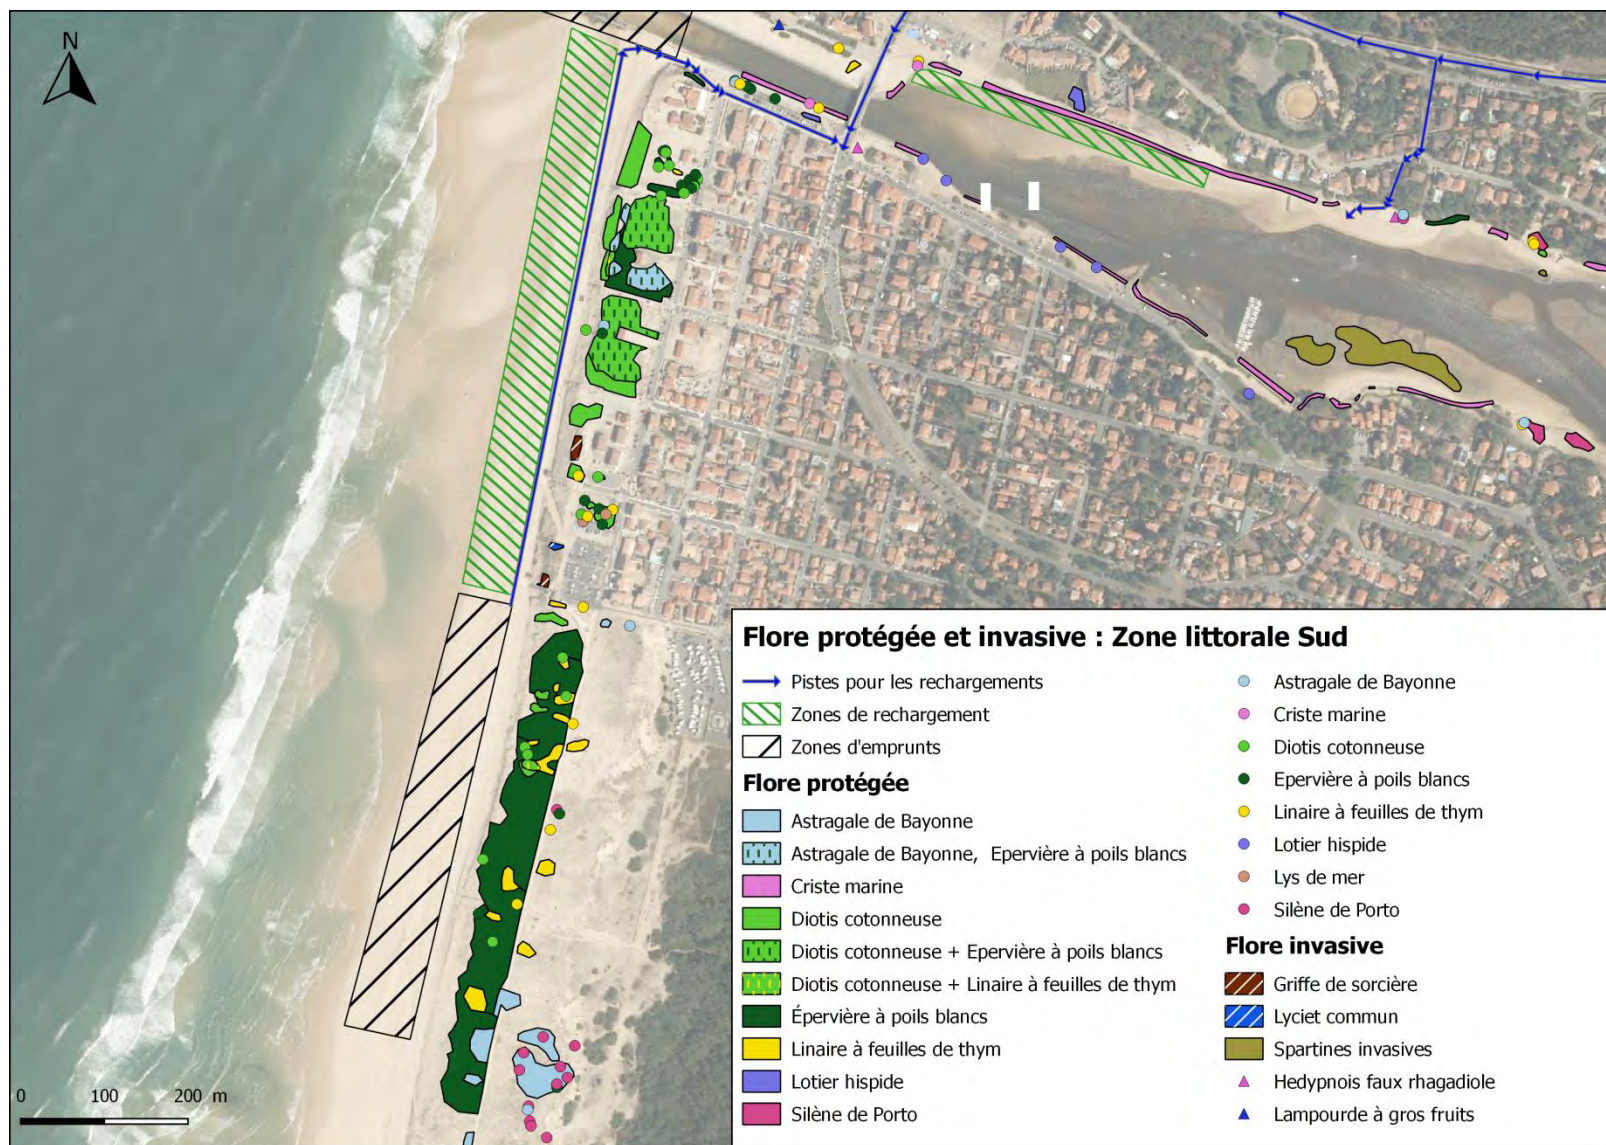 N
0 100 200 m
Flore protégée et invasive : Zone littorale Sud
Pistes pour les rechargements
Zones de rechargement
Zones d'emprunts
Flore protégée
Astragale de Bayonne
Astragale de Bayonne, Epervière à poils blancs
Criste marine
Diotis cotonneuse
Diotis cotonneuse + Epervière à poils blancs
Diotis cotonneuse + Linaire à feuilles de thym
Épervière à poils blancs
Linaire à feuilles de thym
Lotier hispide
Silène de Porto
Astragale de Bayonne
Criste marine
Diotis cotonneuse
Epervière à poils blancs
Linaire à feuilles de thym
Lotier hispide
Lys de mer
Silène de Porto
Flore invasive
Griffe de sorcière
Lyciet commun
Spartines invasives
Hedypnois faux rhagadiole
Lampourde à gros fruits